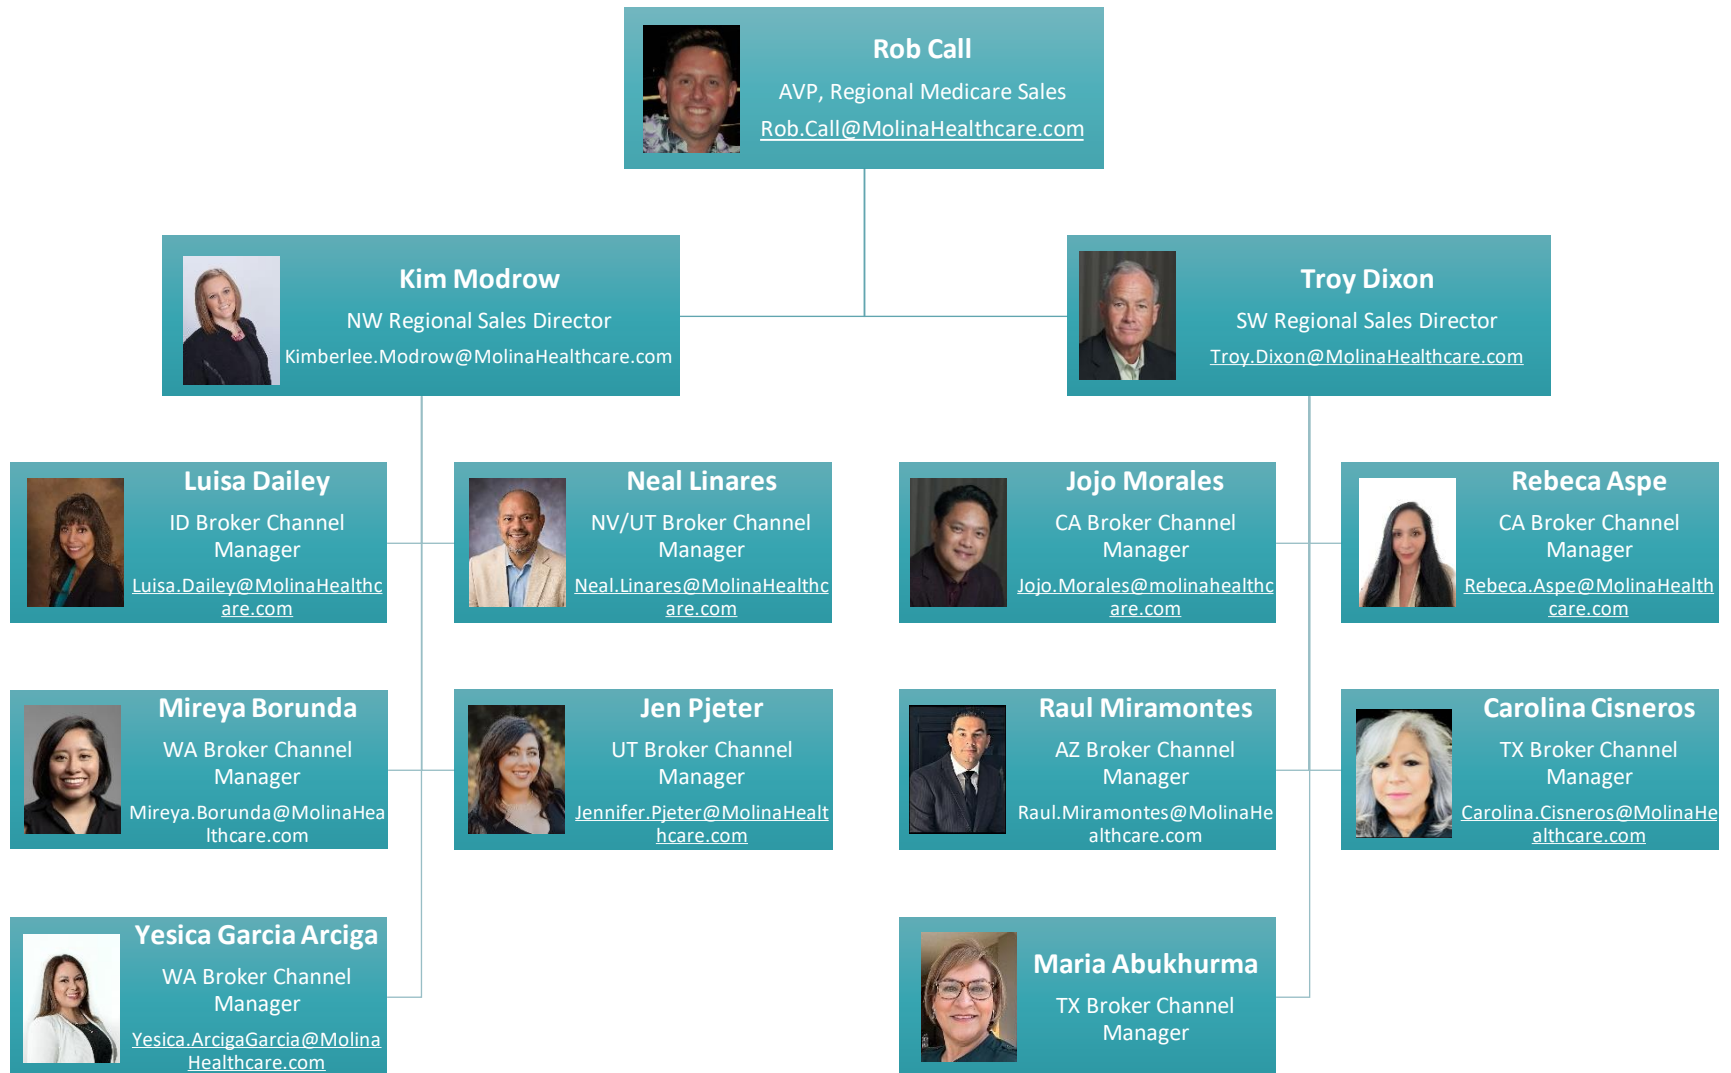 Rob Call
AVP, Regional Medicare Sales
Rob.Call@MolinaHealthcare.com
Kim Modrow
NW Regional Sales Director
Kimberlee.Modrow@MolinaHealthcare.com
Troy Dixon
SW Regional Sales Director
Troy.Dixon@MolinaHealthcare.com
Luisa Dailey
ID Broker Channel
Manager
Luisa.Dailey@MolinaHealthc
are.com
Neal Linares
NV/UT Broker Channel
Manager
Neal.Linares@MolinaHealthc
are.com
Jojo Morales
CA Broker Channel
Manager
Jojo.Morales@molinahealthc
are.com
Rebeca Aspe
CA Broker Channel
Manager
Rebeca.Aspe@MolinaHealth
care.com
Mireya Borunda
WA Broker Channel
Manager
Mireya.Borunda@MolinaHea
lthcare.com
Jen Pjeter
UT Broker Channel
Manager
Jennifer.Pjeter@MolinaHealt
hcare.com
Raul Miramontes
AZ Broker Channel
Manager
Raul.Miramontes@MolinaHe
althcare.com
Carolina Cisneros
TX Broker Channel
Manager
Carolina.Cisneros@MolinaHe
althcare.com
Yesica Garcia Arciga
WA Broker Channel
Manager
Yesica.ArcigaGarcia@Molina
Healthcare.com
Maria Abukhurma
TX Broker Channel
Manager